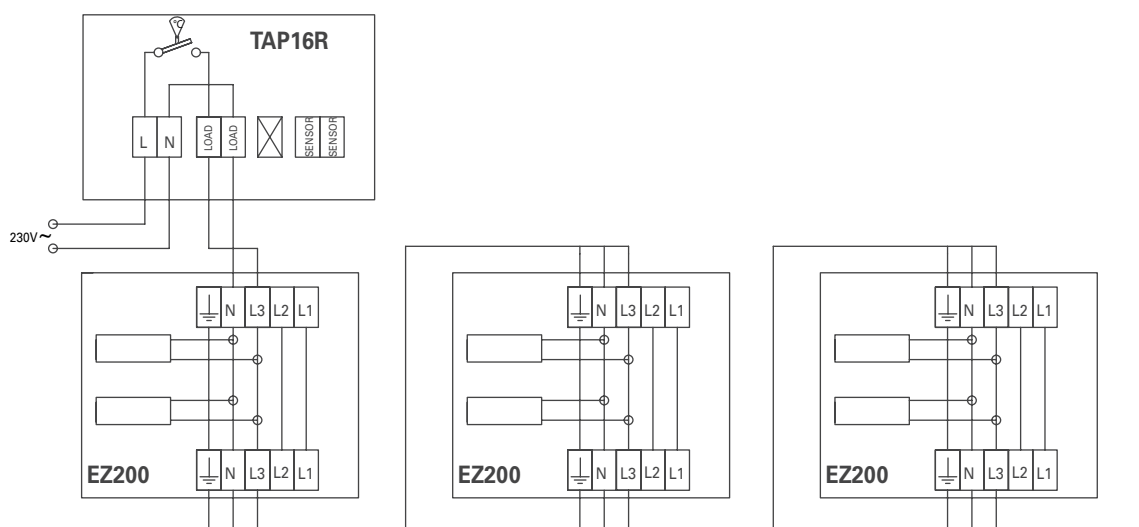 °C
TAP16R
L N LOAD LOAD SENSOR SENSOR
230V~
N L3 L2 L1
N L3 L2 L1
N L3 L2 L1
EZ200 N L3 L2 L1
EZ200 N L3 L2 L1
EZ200 N L3 L2 L1